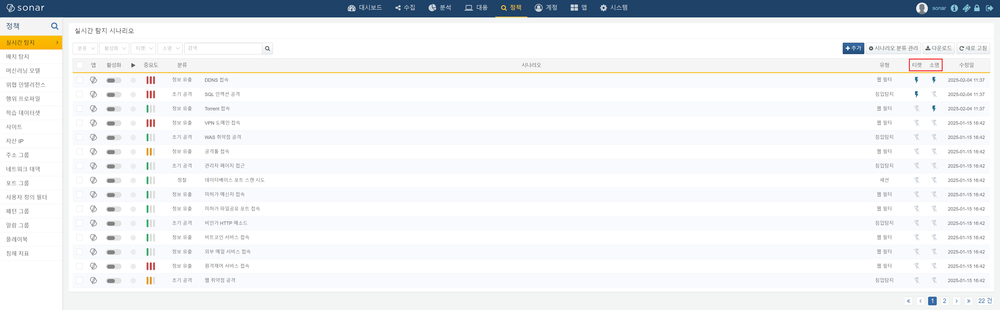 sonar
대시보드 수집 분석 대응 정책 계정 앱 시스템
sonar
정책
실시간 탐지
배치 탐지
머신러닝 모델
위협 인텔리전스
행위 프로파일
학습 데이터셋
사이트
자산 IP
주소 그룹
네트워크 대역
포트 그룹
사용자 정의 필터
패턴 그룹
알람 그룹
플레이북
침해 지표
실시간 탐지 시나리오
분류 활성화 티켓 소명 검색
추가 시나리오 분류 관리 다운로드 새로 고침
앱 활성화 중요도 분류 시나리오 유형 티켓 소명 수정일
정보 유출 DDNS 접속 웹 필터 2025-02-04 11:37
초기 공격 SQL 인젝션 공격 침입탐지 2025-02-04 11:37
정보 유출 Torrent 접속 웹 필터 2025-02-04 11:37
정보 유출 VPN 도메인 접속 웹 필터 2025-01-15 16:42
초기 공격 WAS 취약점 공격 침입탐지 2025-01-15 16:42
정보 유출 공격툴 접속 웹 필터 2025-01-15 16:42
초기 공격 관리자 페이지 접근 침입탐지 2025-01-15 16:42
정찰 데이터베이스 포트 스캔 시도 세션 2025-01-15 16:42
정보 유출 미허가 메신저 접속 웹 필터 2025-01-15 16:42
정보 유출 미허가 파일공유 포트 접속 웹 필터 2025-01-15 16:42
초기 공격 비인가 HTTP 메소드 침입탐지 2025-01-15 16:42
정보 유출 비트코인 서비스 접속 웹 필터 2025-01-15 16:42
정보 유출 외부 메일 서비스 접속 웹 필터 2025-01-15 16:42
정보 유출 원격제어 서비스 접속 웹 필터 2025-01-15 16:42
초기 공격 웹 취약점 공격 침입탐지 2025-01-15 16:42
« ‹ 1 2 › » 22 건